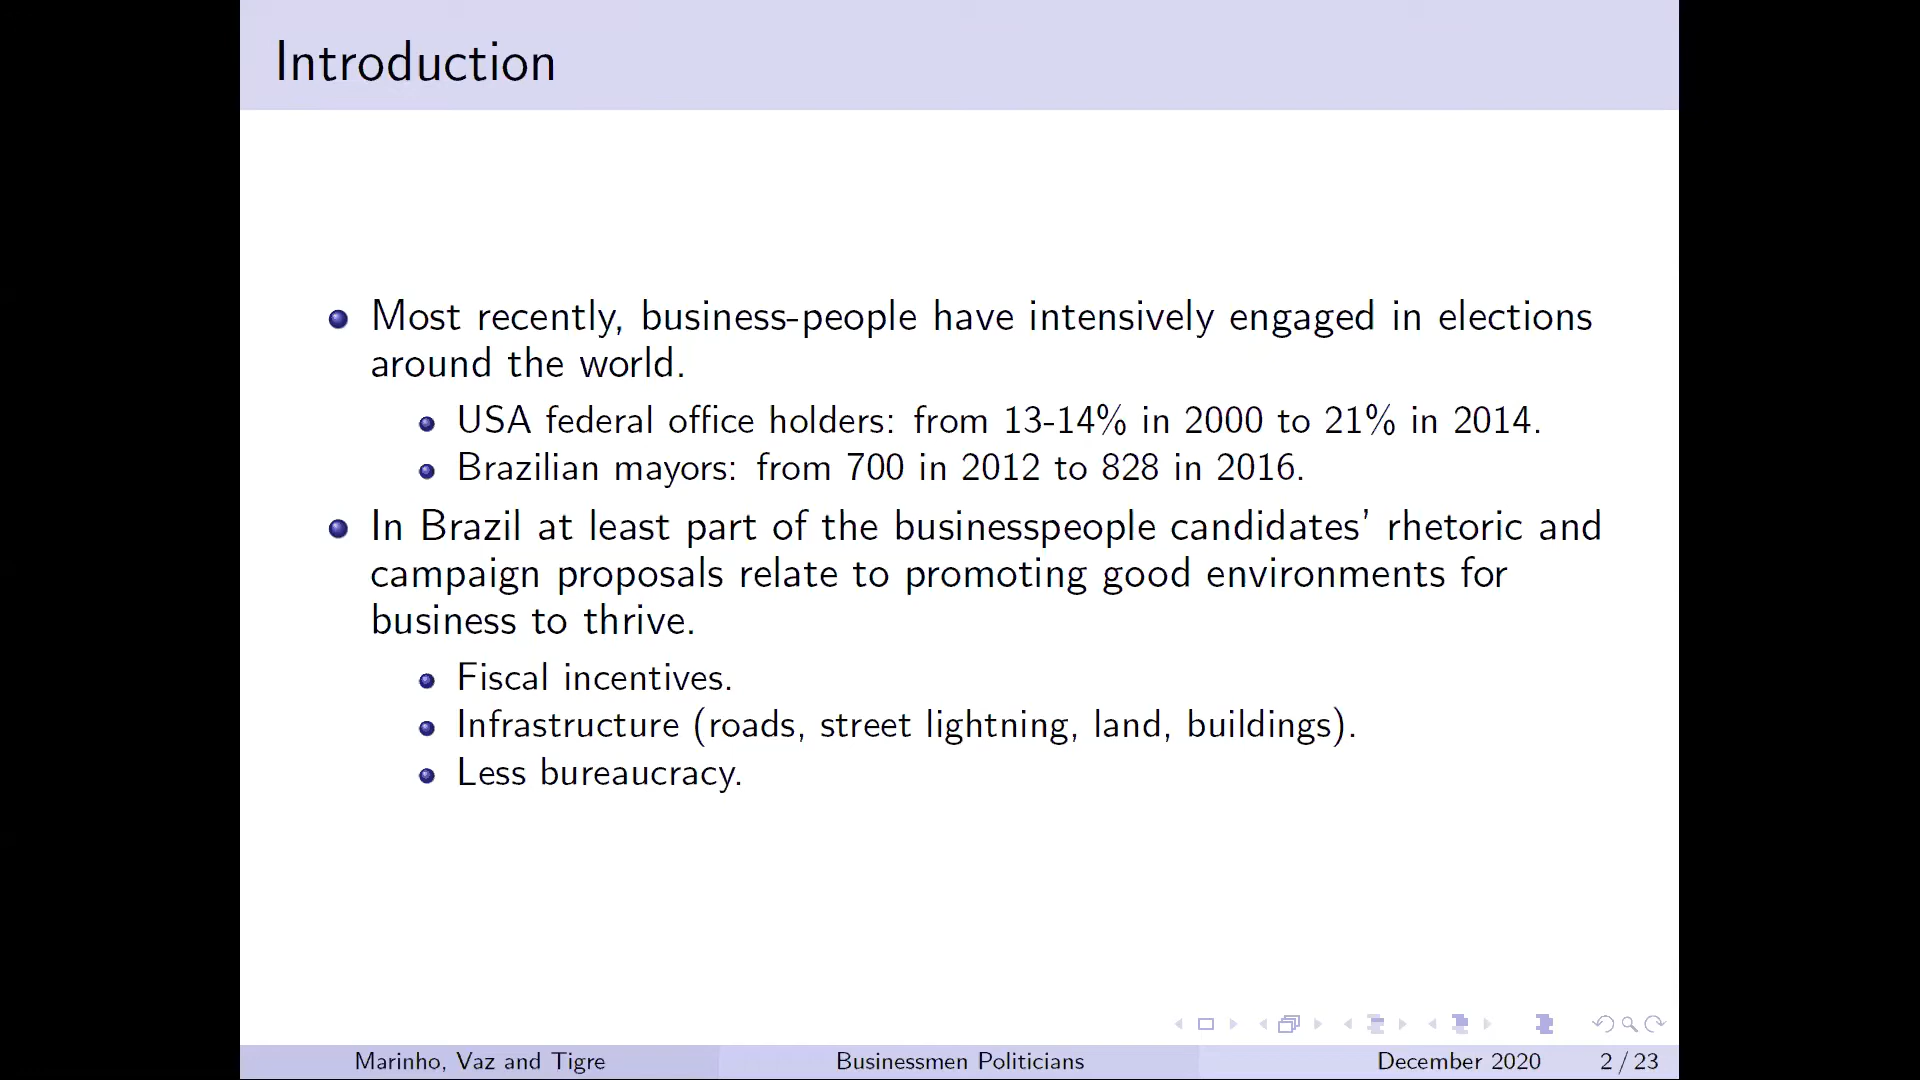 Introduction
Most recently, business-people have intensively engaged in elections
around the world.
USA federal office holders: from 13-14% in 2000 to 21% in 2014.
Brazilian mayors: from 700 in 2012 to 828 in 2016.
In Brazil at least part of the businesspeople candidates' rhetoric and
campaign proposals relate to promoting good environments for
business to thrive.
Fiscal incentives.
Infrastructure (roads, street lightning, land, buildings).
Less bureaucracy.
Marinho, Vaz and Tigre Businessmen Politicians December 2020 2 / 23